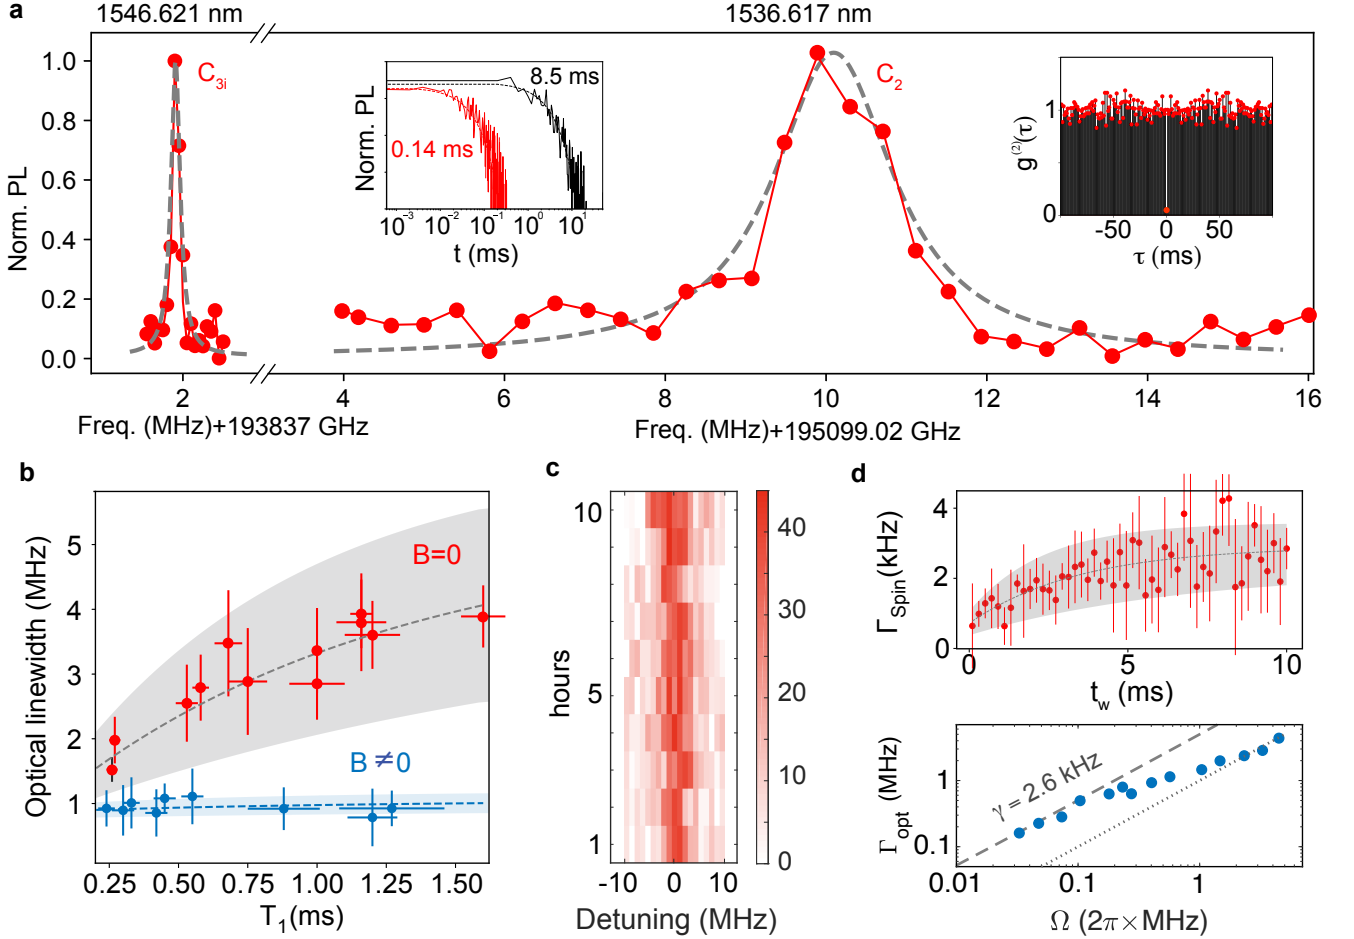 a
1546.621 nm
1536.617 nm
Norm. PL
1.0
0.8
0.6
0.4
0.2
0.0
C3i
C2
2
4
6
8
10
12
14
16
Freq. (MHz)+193837 GHz
Freq. (MHz)+195099.02 GHz
Norm. PL
8.5 ms
0.14 ms
10⁻³
10⁻²
10⁻¹
10⁰
10¹
t (ms)
g⁽²⁾(τ)
1
0
-50
0
50
τ (ms)
b
Optical linewidth (MHz)
5
4
3
2
1
B=0
B ≠0
0.25
0.50
0.75
1.00
1.25
1.50
T1(ms)
c
hours
10
5
1
-10
0
10
Detuning (MHz)
40
30
20
10
0
d
ΓSpin(kHz)
4
2
0
0
5
10
tw (ms)
Γopt (MHz)
1
0.1
γ = 2.6 kHz
0.01
0.1
1
Ω (2π×MHz)